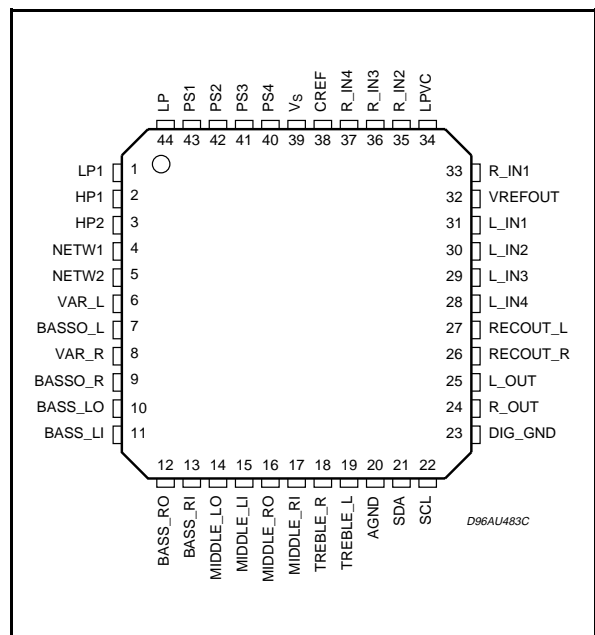 LP
PS1
PS2
PS3
PS4
Vs
CREF
R_IN4
R_IN3
R_IN2
LPVC
44 43 42 41 40 39 38 37 36 35 34
LP1 1
HP1 2
HP2 3
NETW1 4
NETW2 5
VAR_L 6
BASSO_L 7
VAR_R 8
BASSO_R 9
BASS_LO 10
BASS_LI 11
33 R_IN1
32 VREFOUT
31 L_IN1
30 L_IN2
29 L_IN3
28 L_IN4
27 RECOUT_L
26 RECOUT_R
25 L_OUT
24 R_OUT
23 DIG_GND
12 13 14 15 16 17 18 19 20 21 22
BASS_RO
BASS_RI
MIDDLE_LO
MIDDLE_LI
MIDDLE_RO
MIDDLE_RI
TREBLE_R
TREBLE_L
AGND
SDA
SCL
D96AU483C